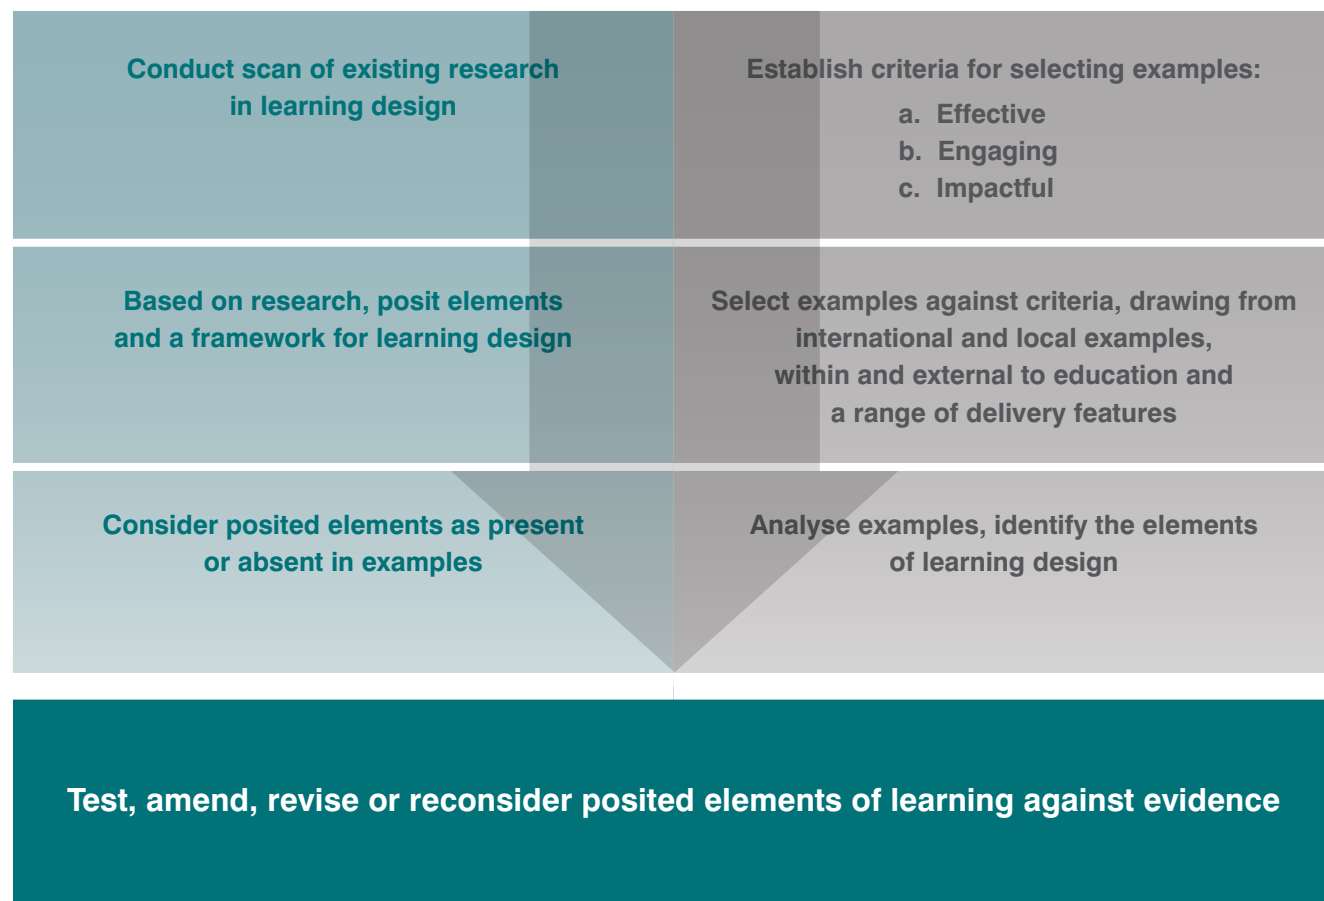 Conduct scan of existing research
in learning design
Establish criteria for selecting examples:
a. Effective
b. Engaging
c. Impactful
Based on research, posit elements
and a framework for learning design
Select examples against criteria, drawing from
international and local examples,
within and external to education and
a range of delivery features
Consider posited elements as present
or absent in examples
Analyse examples, identify the elements
of learning design
Test, amend, revise or reconsider posited elements of learning against evidence